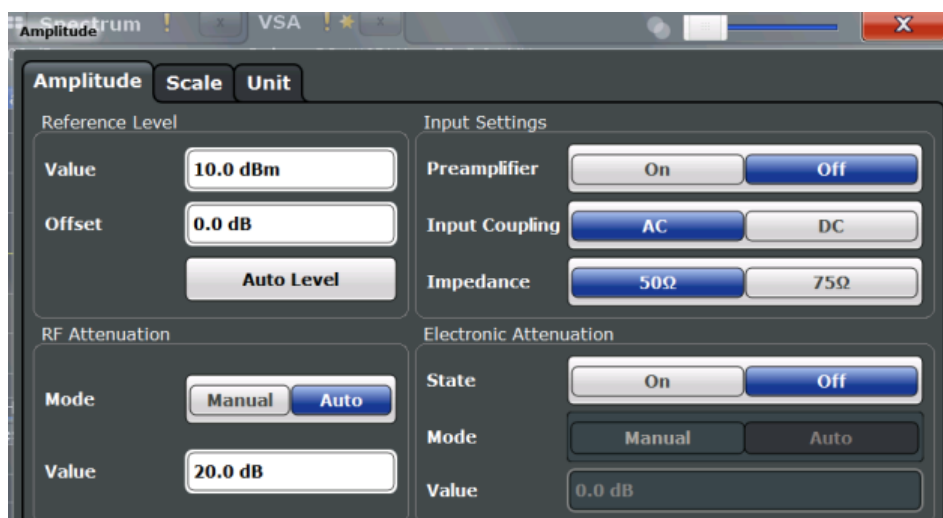 Spectrum ! x VSA ! * x
Amplitude
X
Amplitude Scale Unit
Reference Level
Value 10.0 dBm
Offset 0.0 dB
Auto Level
Input Settings
Preamplifier On Off
Input Coupling AC DC
Impedance 50Ω 75Ω
RF Attenuation
Mode Manual Auto
Value 20.0 dB
Electronic Attenuation
State On Off
Mode Manual Auto
Value 0.0 dB